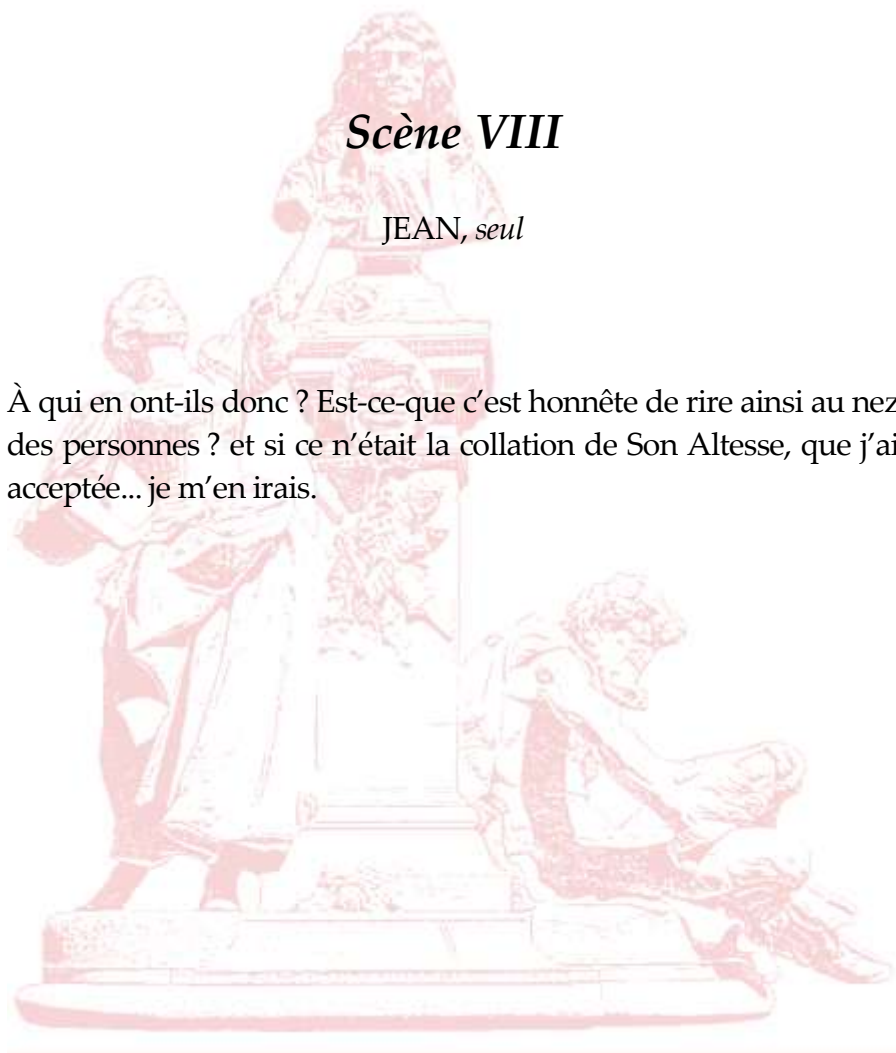 Scène VIII
JEAN, seul
À qui en ont-ils donc ? Est-ce-que c’est honnête de rire ainsi au nez
des personnes ? et si ce n’était la collation de Son Altesse, que j’ai
acceptée... je m’en irais.